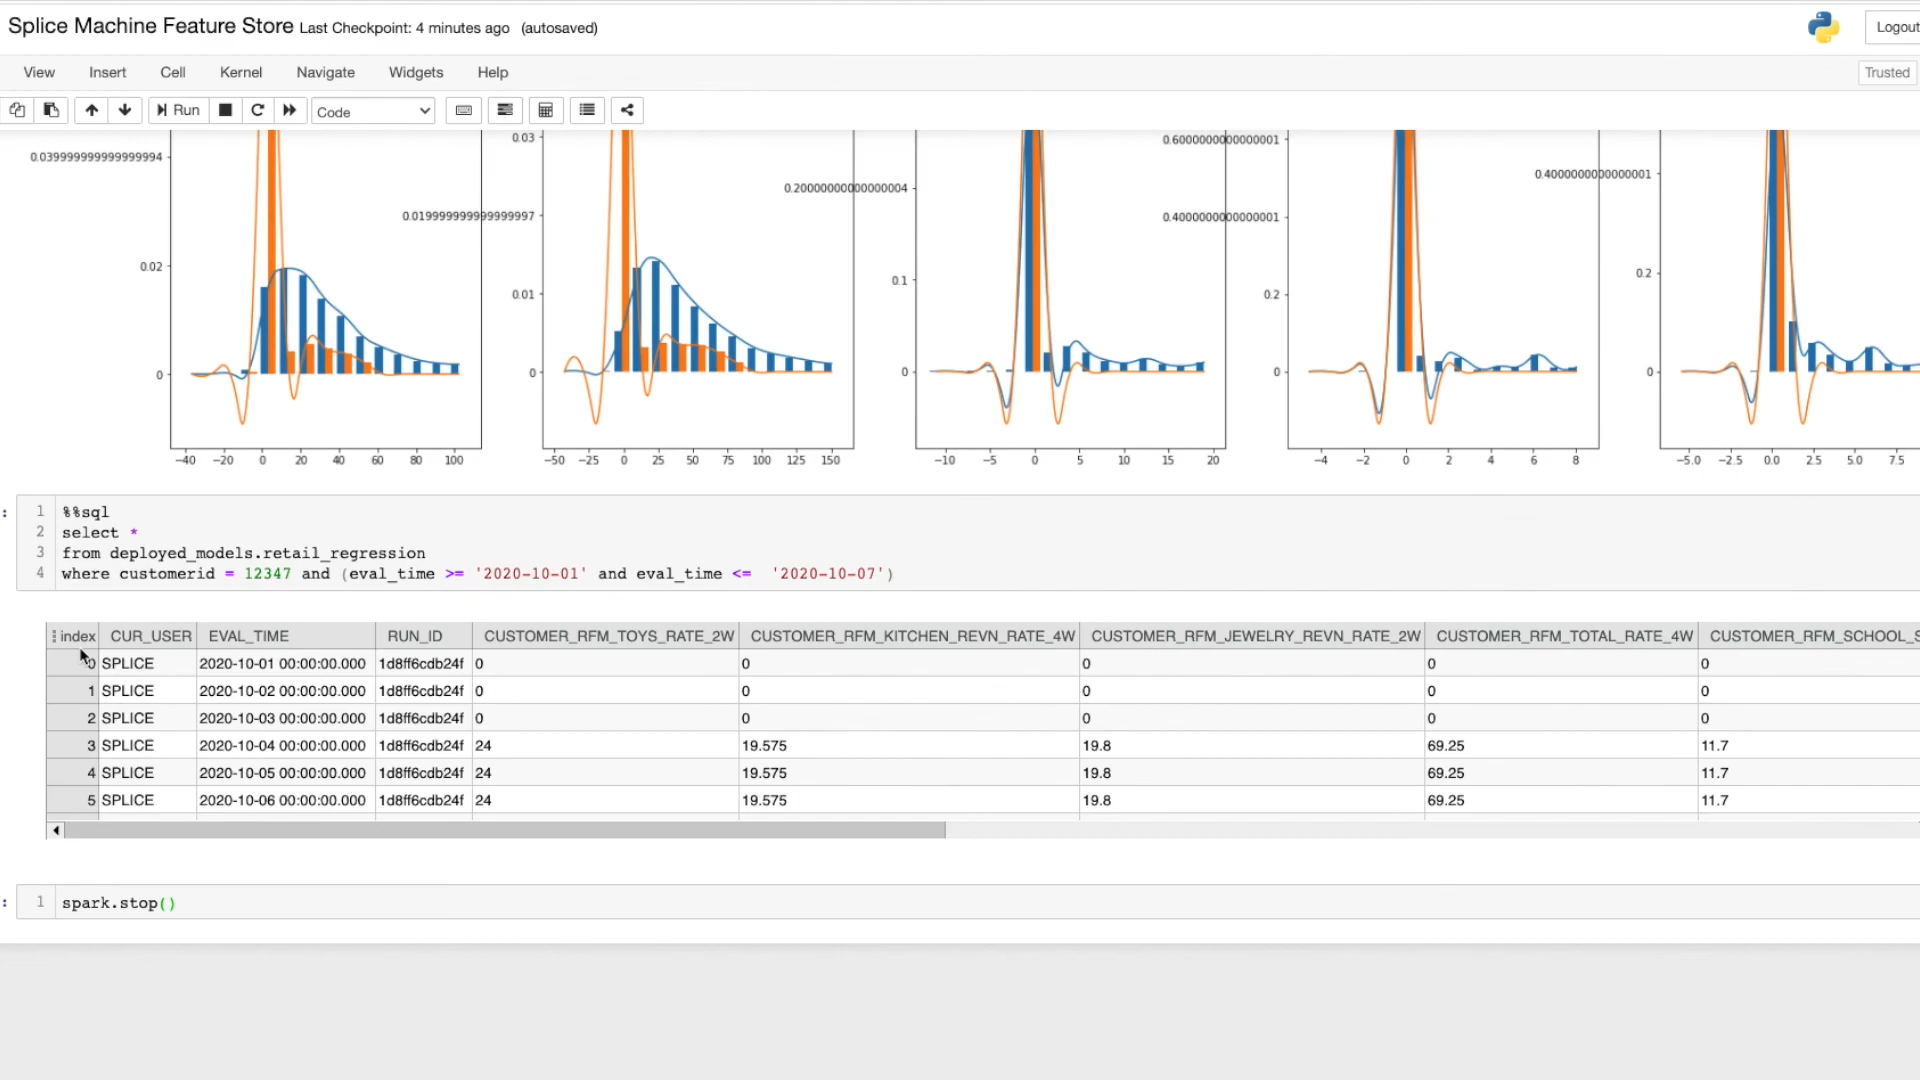 Splice Machine Feature Store Last Checkpoint: 4 minutes ago (autosaved)
Logout
View Insert Cell Kernel Navigate Widgets Help
Trusted
Run
Code
0.039999999999999994
0.02
0
−40 −20 0 20 40 60 80 100
0.03
0.019999999999999997
0.01
0
−50 −25 0 25 50 75 100 125 150
0.20000000000000004
0.1
0
−10 −5 0 5 10 15 20
0.6000000000000001
0.4000000000000001
0.2
0
−4 −2 0 2 4 6 8
0.4000000000000001
0.2
0
−5.0 −2.5 0.0 2.5 5.0 7.5
: 1 %%sql
2 select *
3 from deployed_models.retail_regression
4 where customerid = 12347 and (eval_time >= '2020-10-01' and eval_time <= '2020-10-07')
index CUR_USER EVAL_TIME RUN_ID CUSTOMER_RFM_TOYS_RATE_2W CUSTOMER_RFM_KITCHEN_REVN_RATE_4W CUSTOMER_RFM_JEWELRY_REVN_RATE_2W CUSTOMER_RFM_TOTAL_RATE_4W CUSTOMER_RFM_SCHOOL_S
0 SPLICE 2020-10-01 00:00:00.000 1d8ff6cdb24f 0 0 0 0 0
1 SPLICE 2020-10-02 00:00:00.000 1d8ff6cdb24f 0 0 0 0 0
2 SPLICE 2020-10-03 00:00:00.000 1d8ff6cdb24f 0 0 0 0 0
3 SPLICE 2020-10-04 00:00:00.000 1d8ff6cdb24f 24 19.575 19.8 69.25 11.7
4 SPLICE 2020-10-05 00:00:00.000 1d8ff6cdb24f 24 19.575 19.8 69.25 11.7
5 SPLICE 2020-10-06 00:00:00.000 1d8ff6cdb24f 24 19.575 19.8 69.25 11.7
: 1 spark.stop()